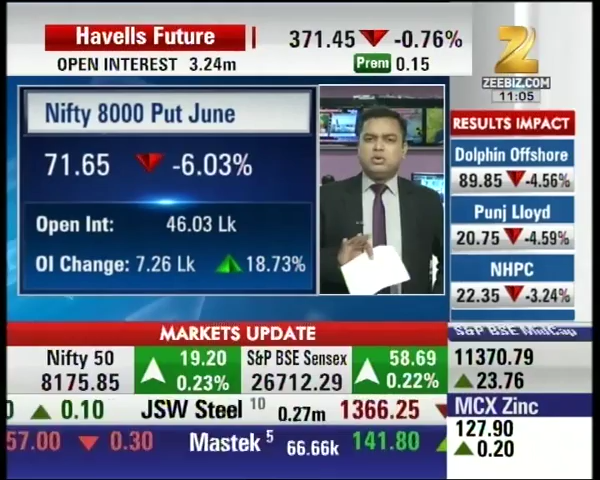 Havells Future
371.45 -0.76%
OPEN INTEREST 3.24m
Prem 0.15
Z
ZEEBIZ.COM
11:05
Nifty 8000 Put June
71.65 -6.03%
Open Int: 46.03 Lk
OI Change: 7.26 Lk 18.73%
RESULTS IMPACT
Dolphin Offshore
89.85 -4.56%
Punj Lloyd
20.75 -4.59%
NHPC
22.35 -3.24%
MARKETS UPDATE
Nifty 50 19.20 S&P BSE Sensex 58.69
8175.85 0.23% 26712.29 0.22%
S&P BSE MidCap
11370.79
23.76
0 0.10 JSW Steel 10 0.27m 1366.25
57.00 0.30 Mastek 5 66.66k 141.80
MCX Zinc
127.90
0.20